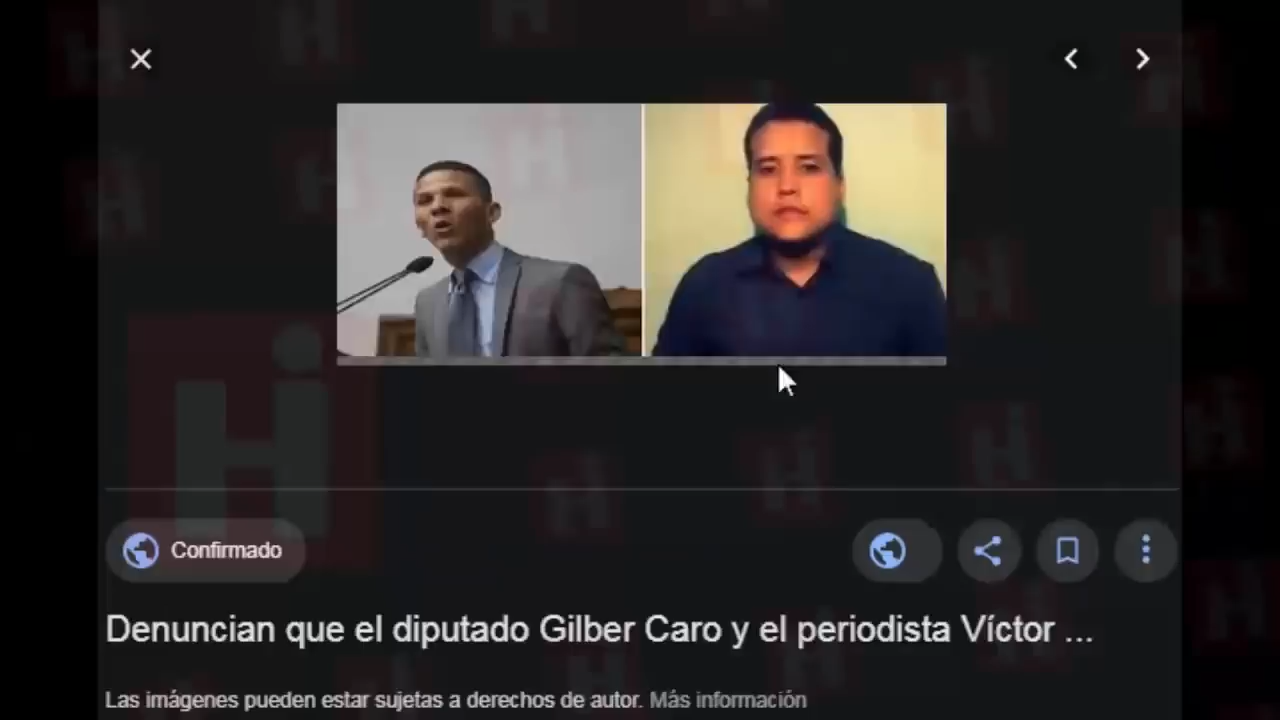 Confirmado
Denuncian que el diputado Gilber Caro y el periodista Víctor ...
Las imágenes pueden estar sujetas a derechos de autor. Más información